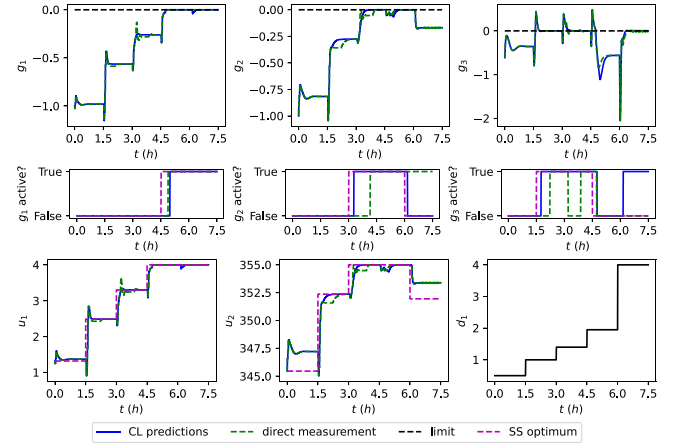 0.0
−0.5
−1.0
g1
0.0 1.5 3.0 4.5 6.0 7.5
t (h)
0.00
−0.25
−0.50
−0.75
−1.00
g2
0.0 1.5 3.0 4.5 6.0 7.5
t (h)
0
−1
−2
g3
0.0 1.5 3.0 4.5 6.0 7.5
t (h)
True
False
g1 active?
0.0 1.5 3.0 4.5 6.0 7.5
t (h)
True
False
g2 active?
0.0 1.5 3.0 4.5 6.0 7.5
t (h)
True
False
g3 active?
0.0 1.5 3.0 4.5 6.0 7.5
t (h)
4
3
2
1
u1
0.0 1.5 3.0 4.5 6.0 7.5
t (h)
355.0
352.5
350.0
347.5
345.0
u2
0.0 1.5 3.0 4.5 6.0 7.5
t (h)
4
3
2
1
d1
0.0 1.5 3.0 4.5 6.0 7.5
t (h)
CL predictions direct measurement limit SS optimum